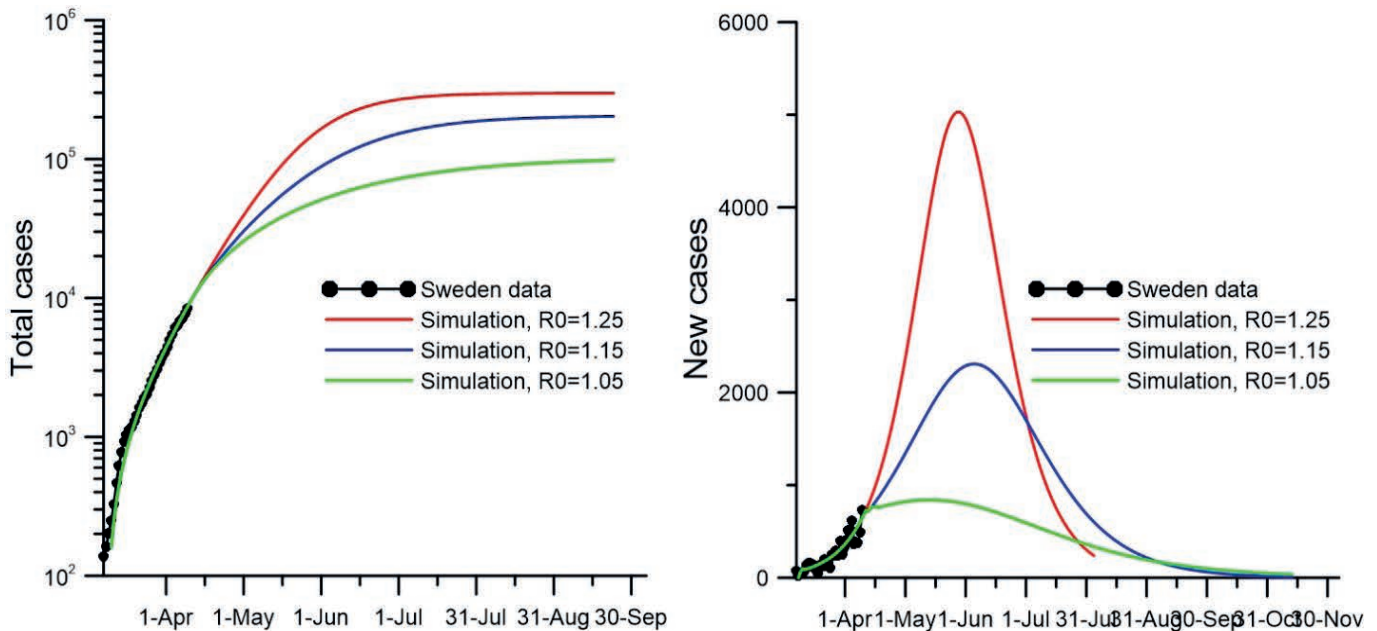 10^6
10^5
10^4
10^3
10^2
Total cases
Sweden data
Simulation, R0=1.25
Simulation, R0=1.15
Simulation, R0=1.05
1-Apr 1-May 1-Jun 1-Jul 31-Jul 31-Aug 30-Sep
6000
4000
2000
0
New cases
Sweden data
Simulation, R0=1.25
Simulation, R0=1.15
Simulation, R0=1.05
1-Apr 1-May 1-Jun 1-Jul 31-Jul 31-Aug 30-Sep 31-Oct 30-Nov